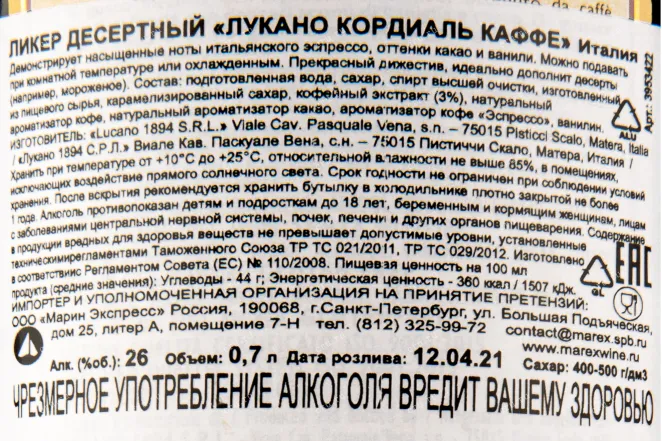 ЛИКЕР ДЕСЕРТНЫЙ «ЛУКАНО КОРДИАЛЬ КАФФЕ» Италия
Демонстрирует насыщенные ноты итальянского эспрессо, оттенки какао и ванили. Можно подавать
при комнатной температуре или охлажденным. Прекрасный дижестив, идеально дополнит десерты
(например, мороженое). Состав: подготовленная вода, сахар, спирт высшей очистки, изготовленный
из пищевого сырья, карамелизированный сахар, кофейный экстракт (3%), натуральный
ароматизатор кофе, натуральный ароматизатор какао, ароматизатор кофе «Эспрессо», ванилин.
ИЗГОТОВИТЕЛЬ: «Lucano 1894 S.R.L.» Viale Cav. Pasquale Vena, s.n. – 75015 Pisticci Scalo, Matera, Italia
/ «Лукано 1894 С.Р.Л.» Виале Кав. Паскуале Вена, с.н. – 75015 Пистиччи Скало, Матера, Италия /
Хранить при температуре от +10°C до +25°C, относительной влажности не выше 85%, в помещениях,
исключающих воздействие прямого солнечного света. Срок годности не ограничен при соблюдении условий
хранения. После вскрытия рекомендуется хранить бутылку в холодильнике плотно закрытой не более
1 года. Алкоголь противопоказан детям и подросткам до 18 лет, беременным и кормящим женщинам, лицам
с заболеваниями центральной нервной системы, почек, печени и других органов пищеварения. Содержание
в продукции вредных для здоровья веществ не превышает допустимые уровни, установленные
техническимирегламентами Таможенного Союза ТР ТС 021/2011, ТР ТС 029/2012. Изготовлено
в соответствиис Регламентом Совета (ЕС) № 110/2008. Пищевая ценность на 100 мл
продукта (средние значения): Углеводы - 44 г; Энергетическая ценность - 360 ккал / 1507 кДж.
ИМПОРТЕР И УПОЛНОМОЧЕННАЯ ОРГАНИЗАЦИЯ НА ПРИНЯТИЕ ПРЕТЕНЗИЙ:
ООО «Марин Экспресс» Россия, 190068, г.Санкт-Петербург, ул. Большая Подъяческая,
дом 25, литер А, помещение 7-Н тел. (812) 325-99-72 contact@marex.spb.ru
www.marexwine.ru
Алк. (%об.): 26 Объем: 0,7 л Дата розлива: 12.04.21 Сахар: 400-500 г/дм3
ЧРЕЗМЕРНОЕ УПОТРЕБЛЕНИЕ АЛКОГОЛЯ ВРЕДИТ ВАШЕМУ ЗДОРОВЬЮ
ALU
Арт.: 3953422
EAC
GL
da caffè